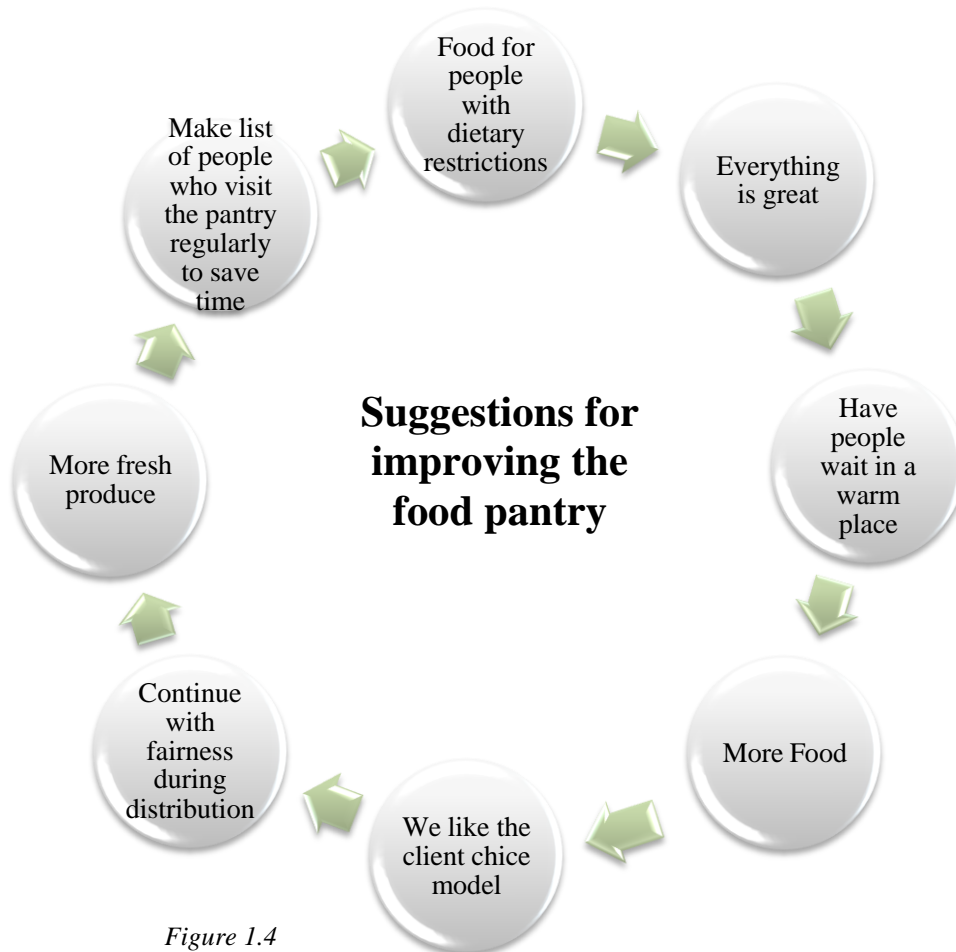 Food for
people
with
dietary
restrictions
Everything
is great
Have
people
wait in a
warm
place
More Food
We like the
client chice
model
Continue
with
fairness
during
distribution
More fresh
produce
Make list
of people
who visit
the pantry
regularly
to save
time
Suggestions for
improving the
food pantry
Figure 1.4